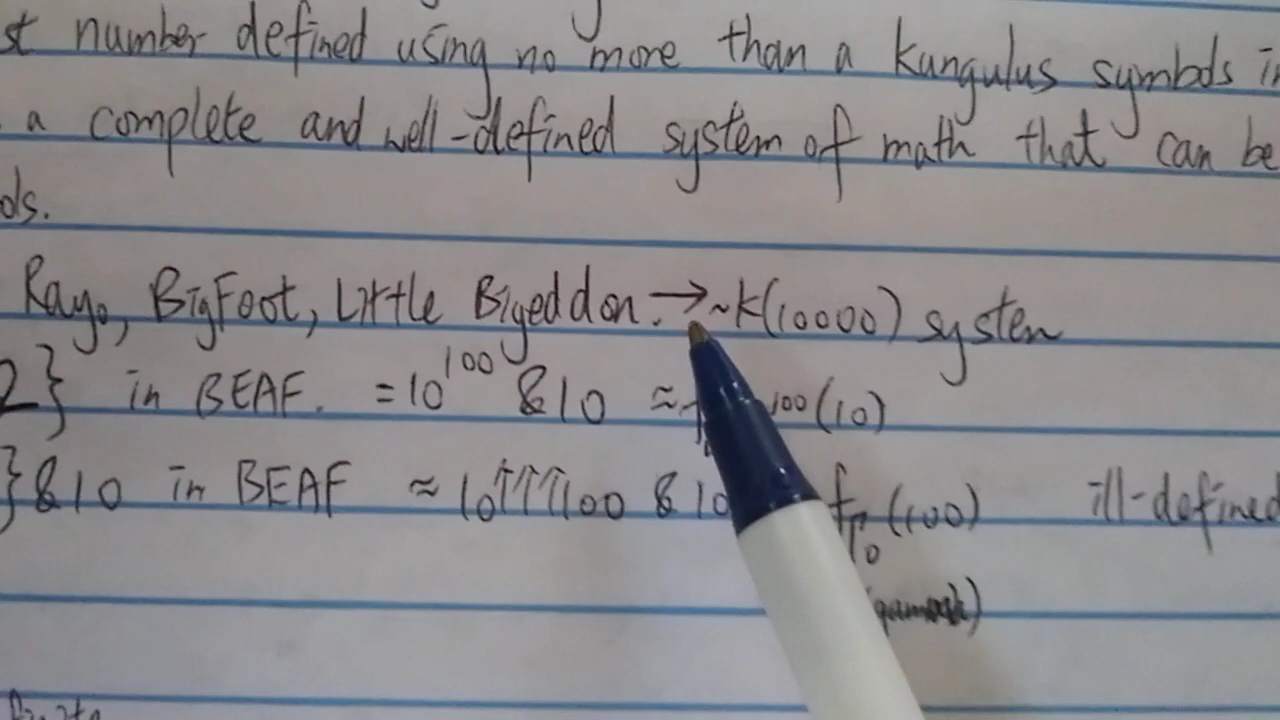 st number defined using no more than a kungulus symbols in
a complete and well-defined system of math that can be
ds.
Rayo, BigFoot, Little Bigeddon. → ~K(10000) system
2} in BEAF. = 10^100 & 10 ≈ f 100(10)
}&10 in BEAF ≈ 10↑↑↑100 & 10 f_Γ0(100) ill-defined